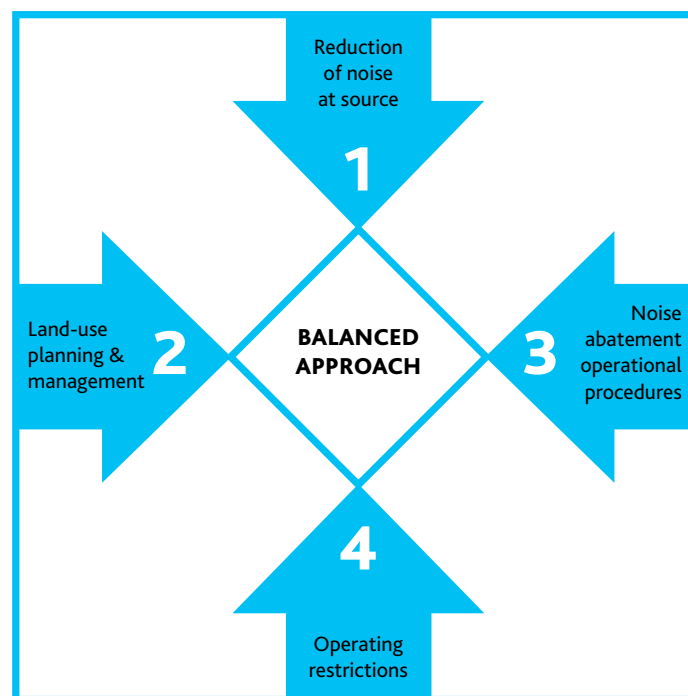 Reduction
of noise
at source
1
Land-use
planning &
management
2
BALANCED
APPROACH
3
Noise
abatement
operational
procedures
4
Operating
restrictions